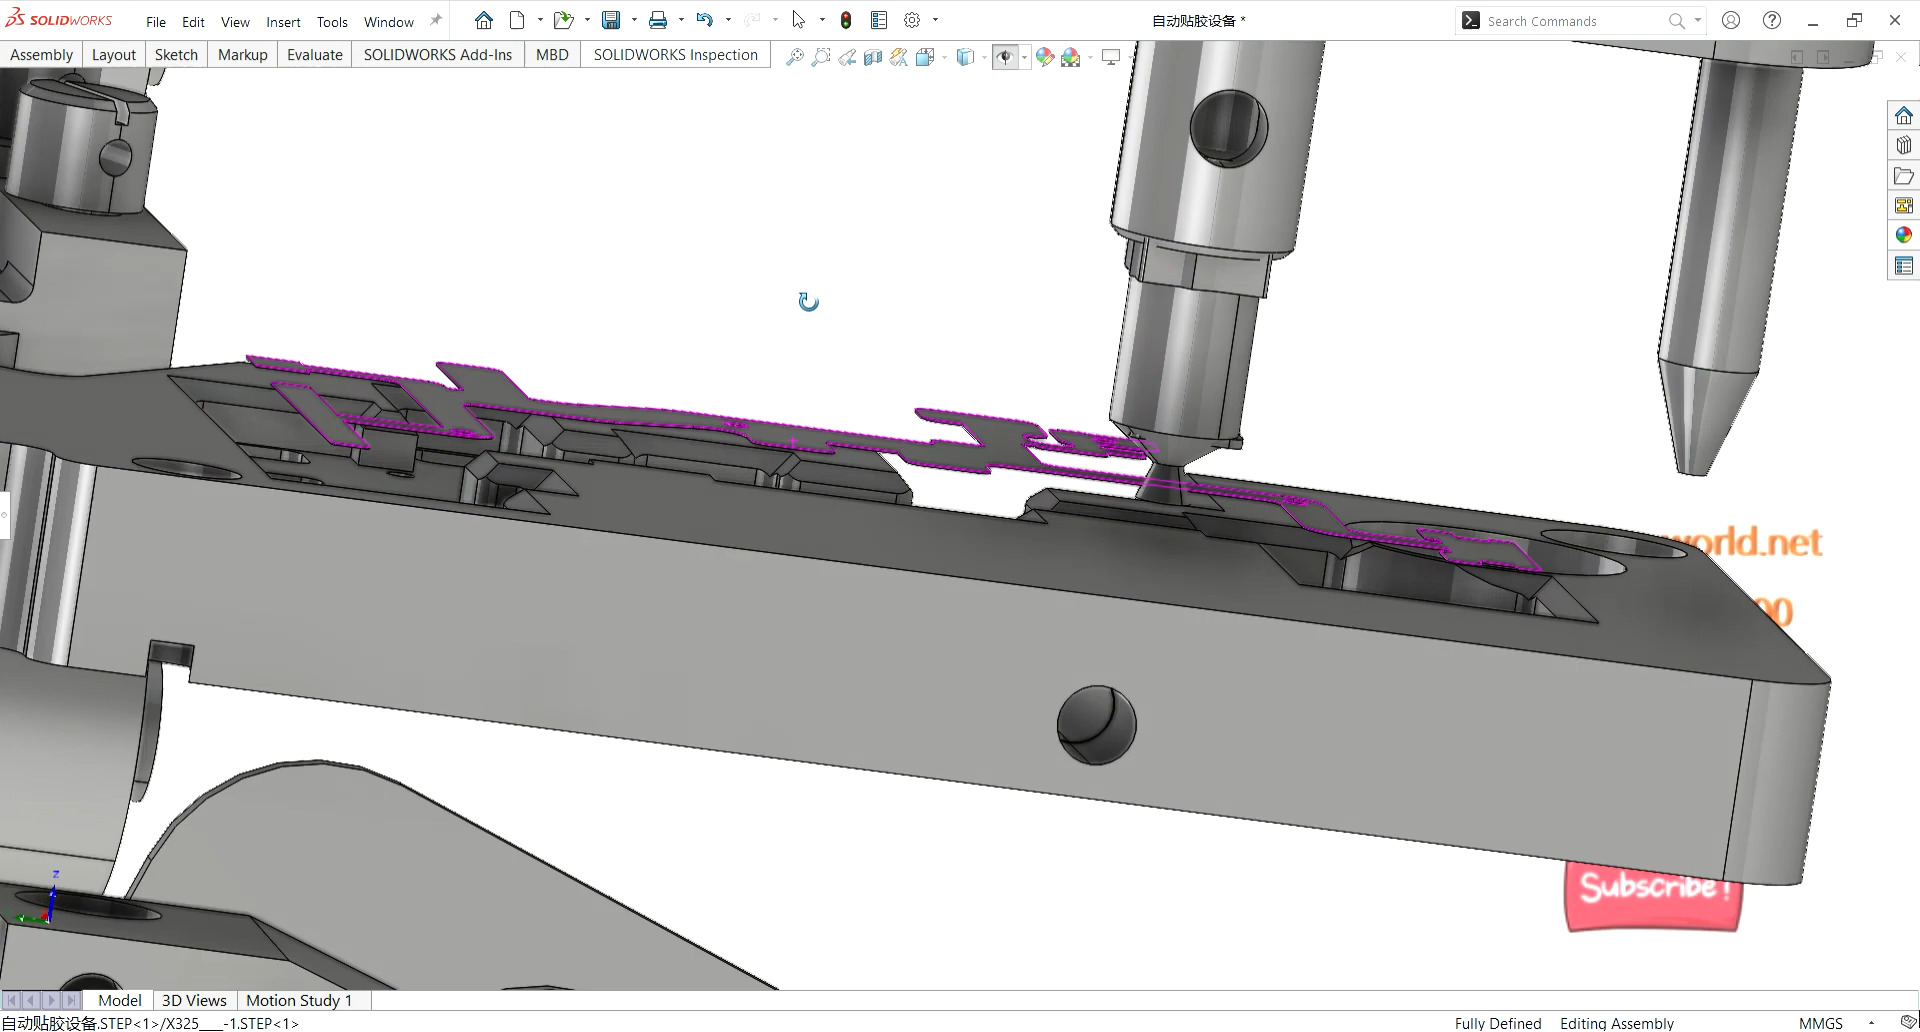 SOLIDWORKS File Edit View Insert Tools Window 自动贴胶设备 * Search Commands
Assembly Layout Sketch Markup Evaluate SOLIDWORKS Add-Ins MBD SOLIDWORKS Inspection
orld.net
00
Subscribe!
z
Model 3D Views Motion Study 1
自动贴胶设备.STEP<1>/X325___-1.STEP<1> Fully Defined Editing Assembly MMGS